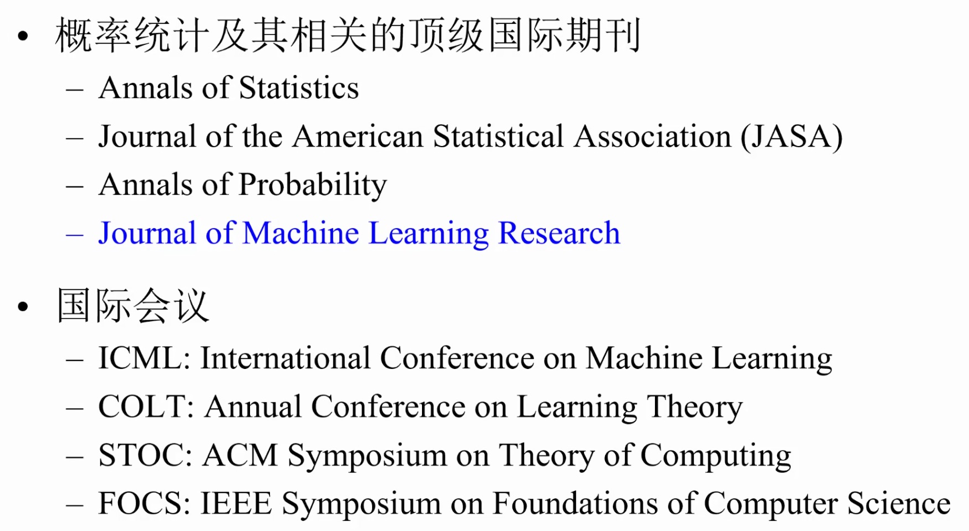 • 概率统计及其相关的顶级国际期刊
– Annals of Statistics
– Journal of the American Statistical Association (JASA)
– Annals of Probability
– Journal of Machine Learning Research
• 国际会议
– ICML: International Conference on Machine Learning
– COLT: Annual Conference on Learning Theory
– STOC: ACM Symposium on Theory of Computing
– FOCS: IEEE Symposium on Foundations of Computer Science